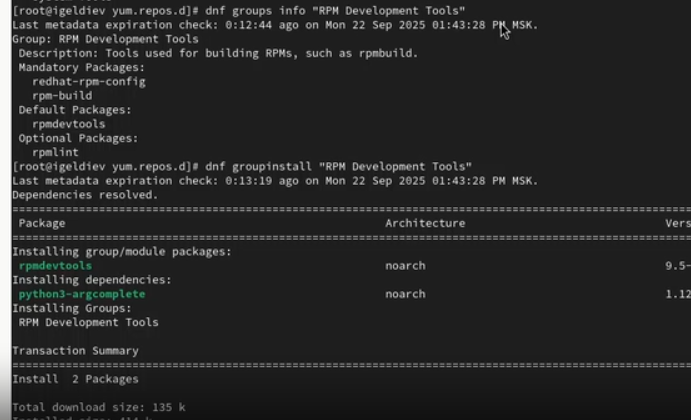 [root@igeldiev yum.repos.d]# dnf groups info "RPM Development Tools"
Last metadata expiration check: 0:12:44 ago on Mon 22 Sep 2025 01:43:28 PM MSK.
Group: RPM Development Tools
 Description: Tools used for building RPMs, such as rpmbuild.
 Mandatory Packages:
   redhat-rpm-config
   rpm-build
 Default Packages:
   rpmdevtools
 Optional Packages:
   rpmlint
[root@igeldiev yum.repos.d]# dnf groupinstall "RPM Development Tools"
Last metadata expiration check: 0:13:19 ago on Mon 22 Sep 2025 01:43:28 PM MSK.
Dependencies resolved.
================================================================================
 Package                                Architecture                     Vers
================================================================================
Installing group/module packages:
 rpmdevtools                            noarch                           9.5-
Installing dependencies:
 python3-argcomplete                    noarch                           1.12
Installing Groups:
 RPM Development Tools
Transaction Summary
================================================================================
Install  2 Packages
Total download size: 135 k